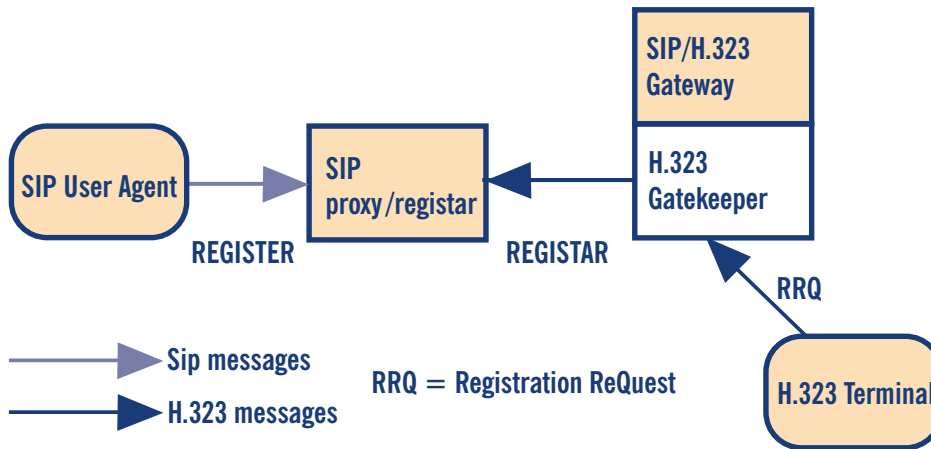 SIP/H.323
Gateway
SIP User Agent
SIP
proxy/registar
H.323
Gatekeeper
REGISTER
REGISTAR
RRQ
Sip messages
RRQ = Registration ReQuest
H.323 messages
H.323 Terminal